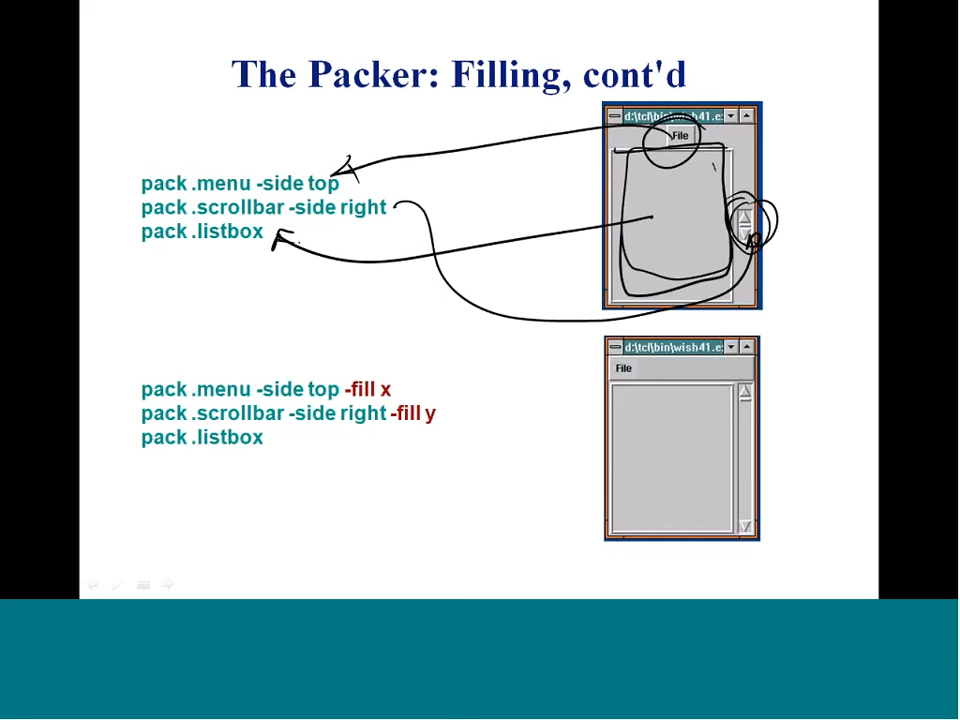 The Packer: Filling, cont'd
d:\tcl\bin\wish41.e
File
pack .menu -side top
pack .scrollbar -side right
pack .listbox
d:\tcl\bin\wish41.e
File
pack .menu -side top -fill x
pack .scrollbar -side right -fill y
pack .listbox